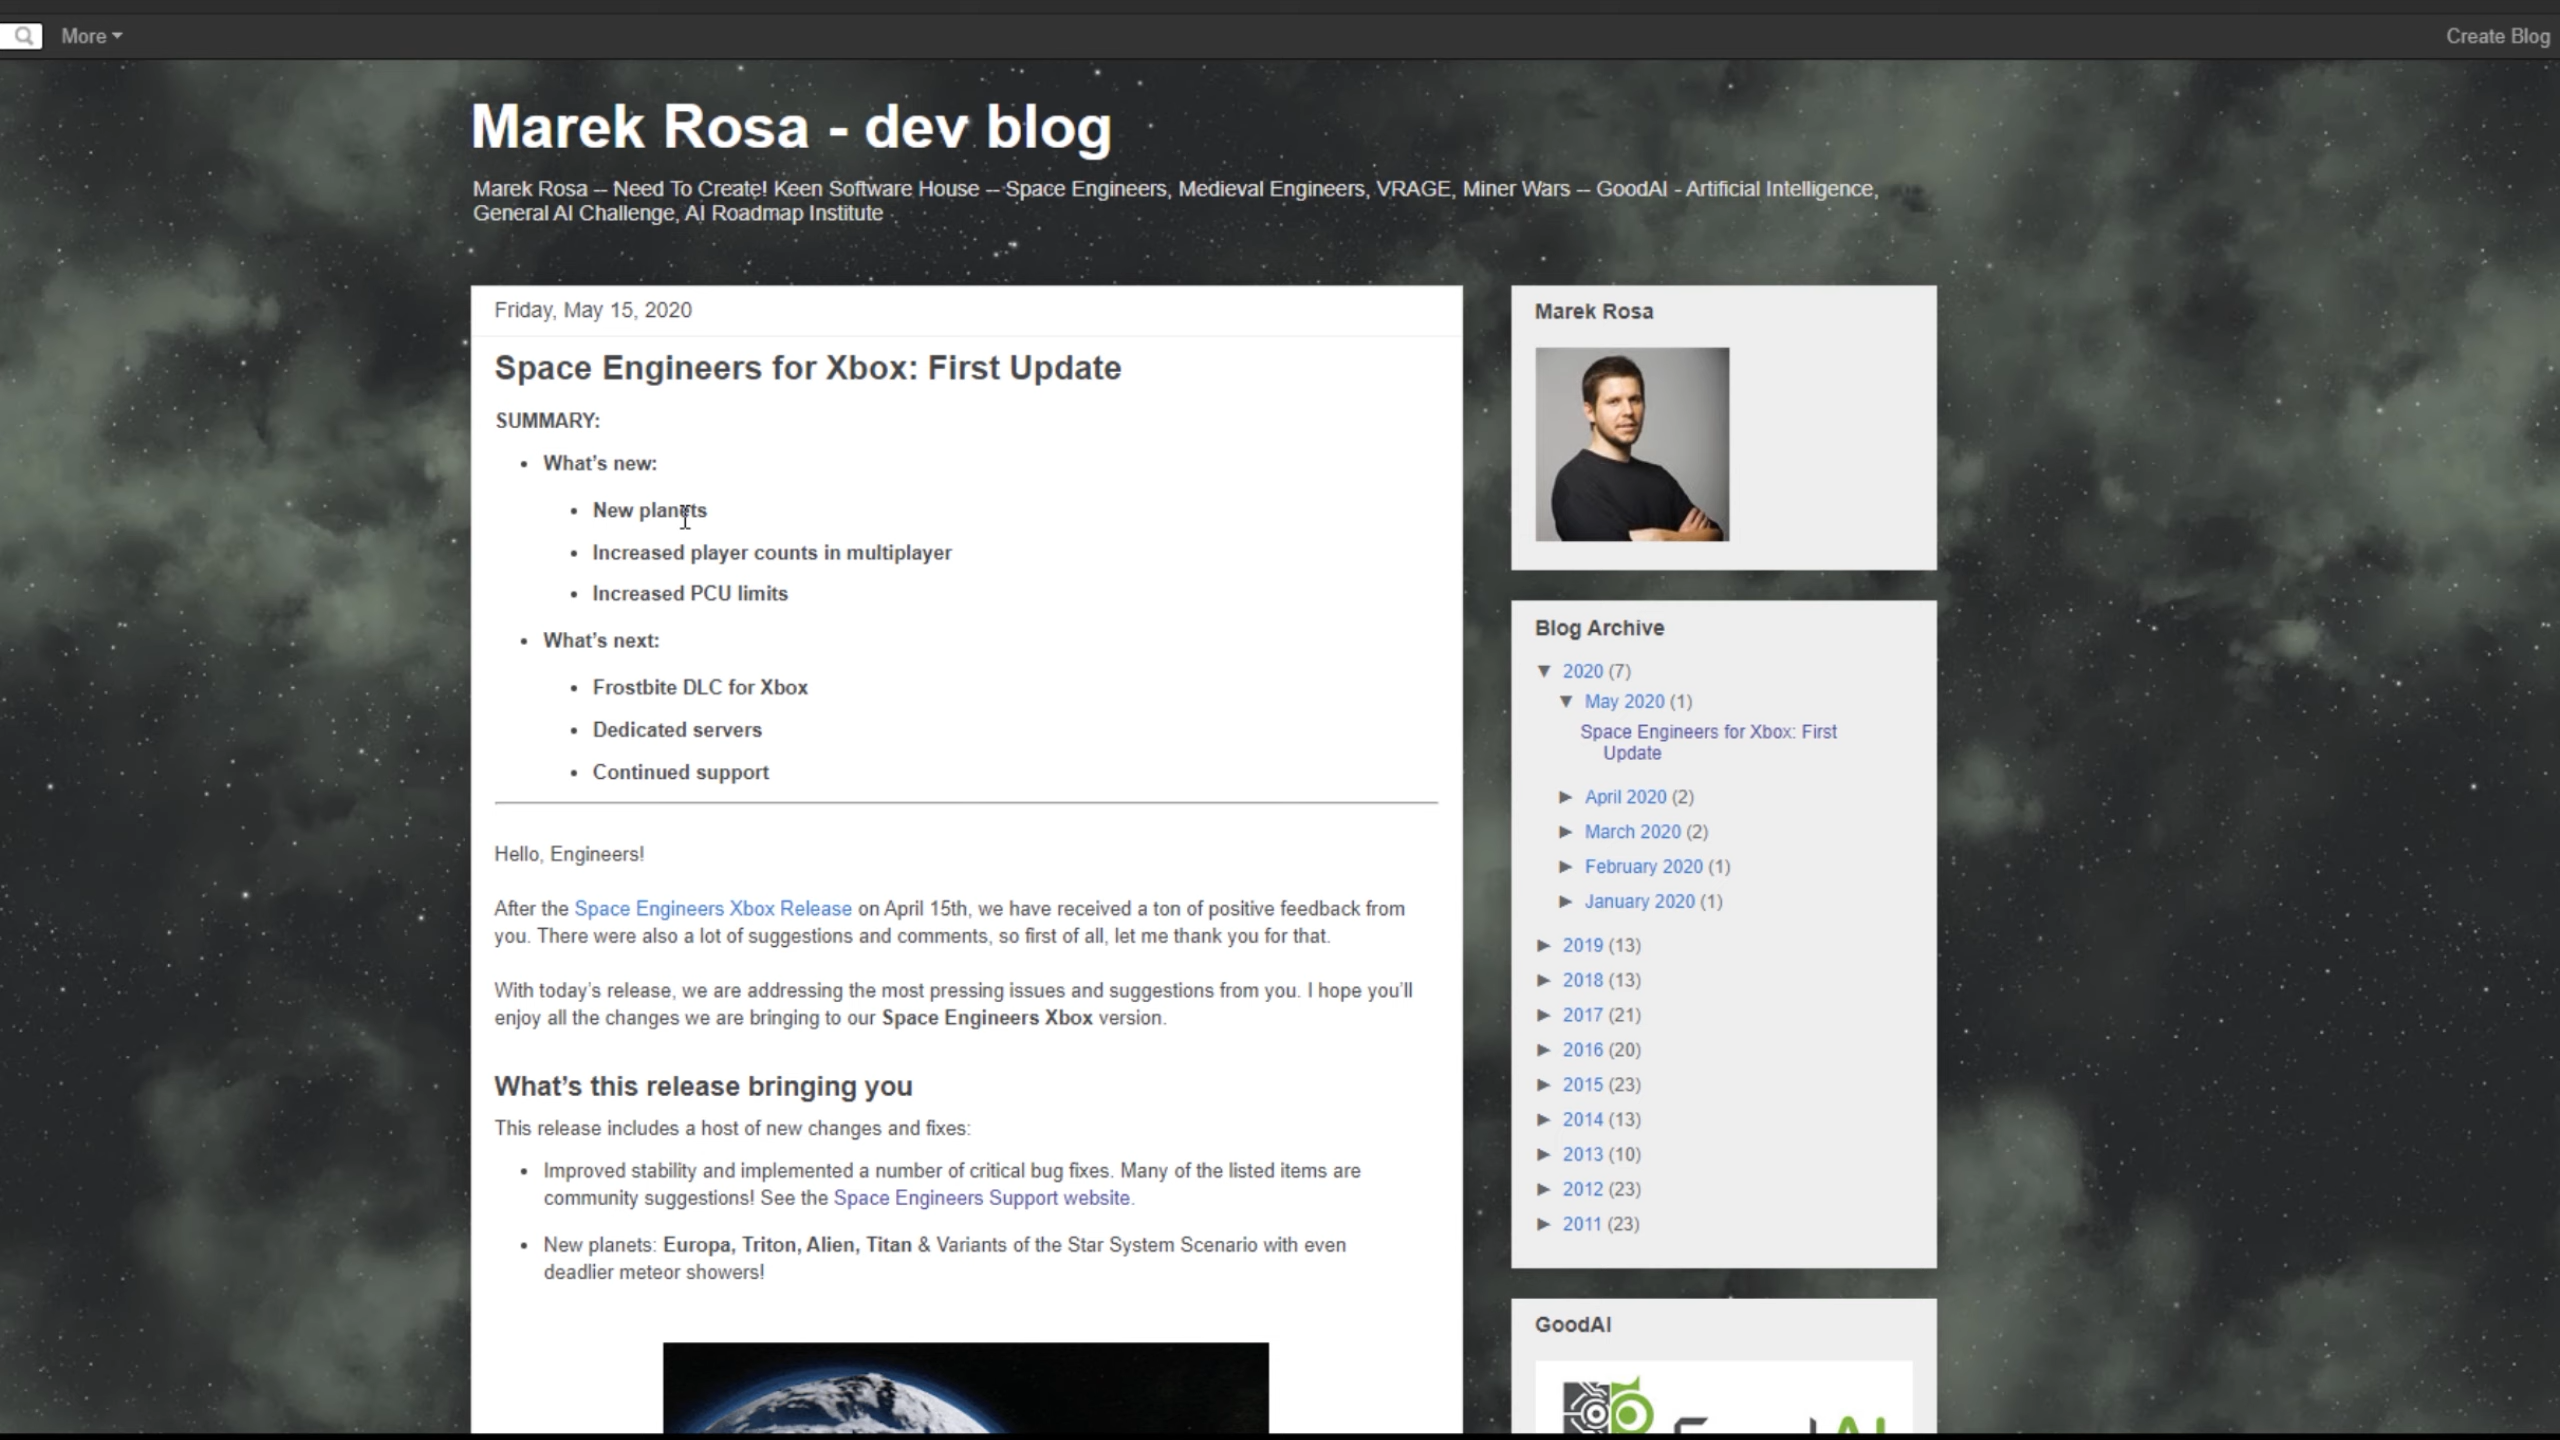 More
Create Blog
Marek Rosa - dev blog
Marek Rosa -- Need To Create! Keen Software House -- Space Engineers, Medieval Engineers, VRAGE, Miner Wars -- GoodAI - Artificial Intelligence,
General AI Challenge, AI Roadmap Institute
Friday, May 15, 2020
Space Engineers for Xbox: First Update
SUMMARY:
What's new:
New planets
Increased player counts in multiplayer
Increased PCU limits
What's next:
Frostbite DLC for Xbox
Dedicated servers
Continued support
Hello, Engineers!
After the Space Engineers Xbox Release on April 15th, we have received a ton of positive feedback from
you. There were also a lot of suggestions and comments, so first of all, let me thank you for that.
With today's release, we are addressing the most pressing issues and suggestions from you. I hope you'll
enjoy all the changes we are bringing to our Space Engineers Xbox version.
What's this release bringing you
This release includes a host of new changes and fixes:
Improved stability and implemented a number of critical bug fixes. Many of the listed items are
community suggestions! See the Space Engineers Support website.
New planets: Europa, Triton, Alien, Titan & Variants of the Star System Scenario with even
deadlier meteor showers!
Marek Rosa
Blog Archive
▼ 2020 (7)
▼ May 2020 (1)
Space Engineers for Xbox: First
Update
► April 2020 (2)
► March 2020 (2)
► February 2020 (1)
► January 2020 (1)
► 2019 (13)
► 2018 (13)
► 2017 (21)
► 2016 (20)
► 2015 (23)
► 2014 (13)
► 2013 (10)
► 2012 (23)
► 2011 (23)
GoodAI